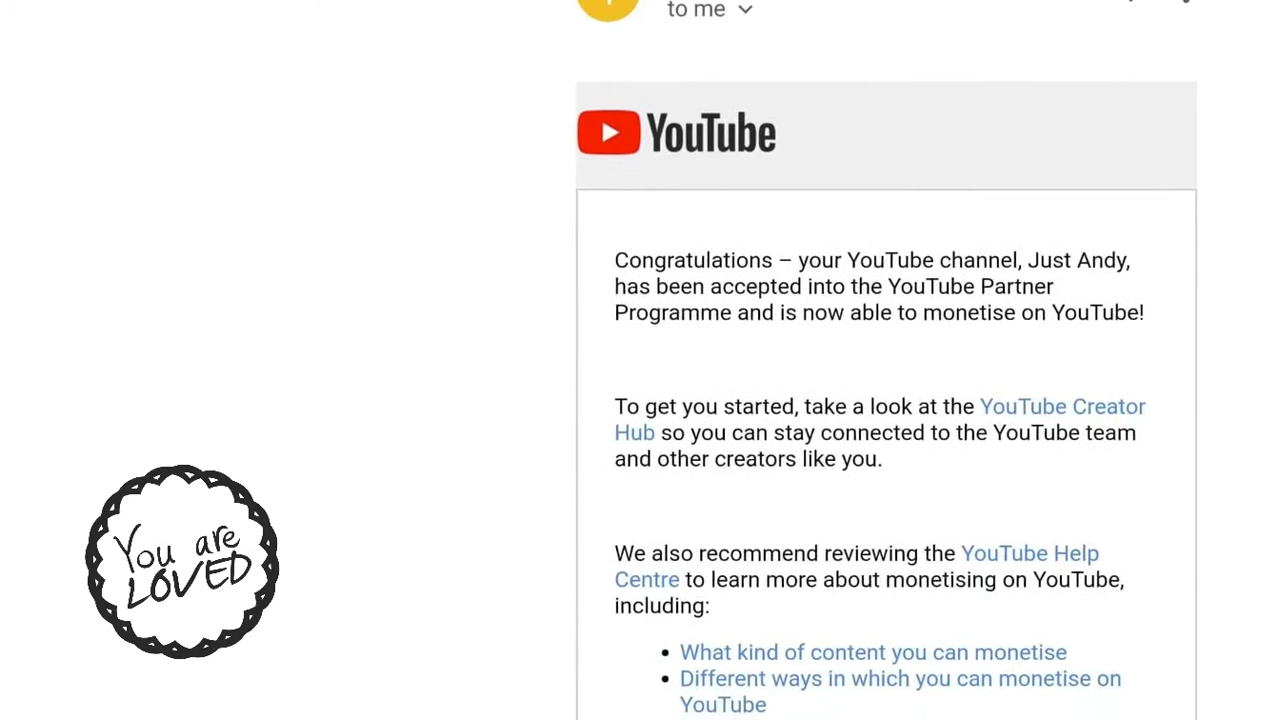 to me
YouTube
Congratulations – your YouTube channel, Just Andy,
has been accepted into the YouTube Partner
Programme and is now able to monetise on YouTube!
To get you started, take a look at the YouTube Creator
Hub so you can stay connected to the YouTube team
and other creators like you.
We also recommend reviewing the YouTube Help
Centre to learn more about monetising on YouTube,
including:
• What kind of content you can monetise
• Different ways in which you can monetise on
YouTube
You are
LOVED